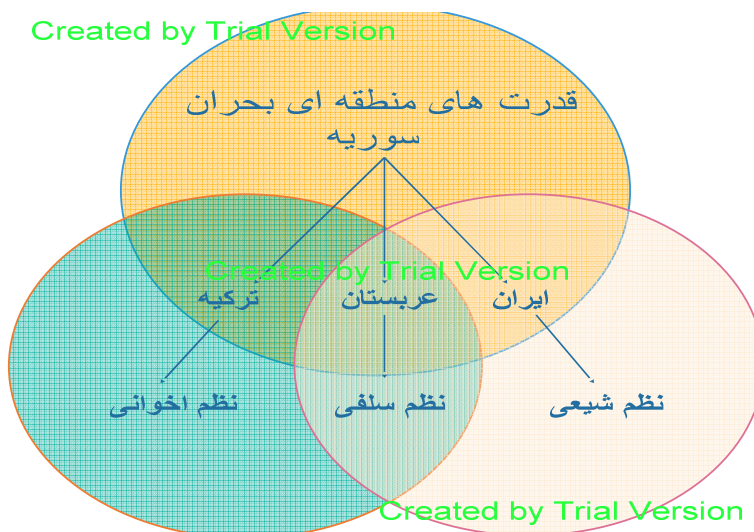 Created by Trial Version
قدرت های منطقه ای بحران
سوریه
Created by Trial Version
ایران
عربستان
ترکیه
نظم شیعی
نظم سلفی
نظم اخوانی
Created by Trial Version